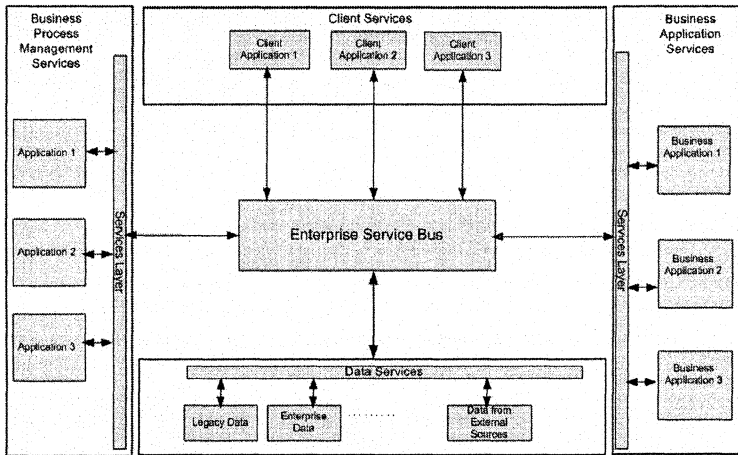 Business
Process
Management
Services
Client Services
Business
Application
Services
Client
Application 1
Client
Application 2
Client
Application 3
Application 1
Application 2
Application 3
Services Layer
Enterprise Service Bus
Services Layer
Business
Application 1
Business
Application 2
Business
Application 3
Data Services
Legacy Data
Enterprise
Data
..........
Data from
External
Sources